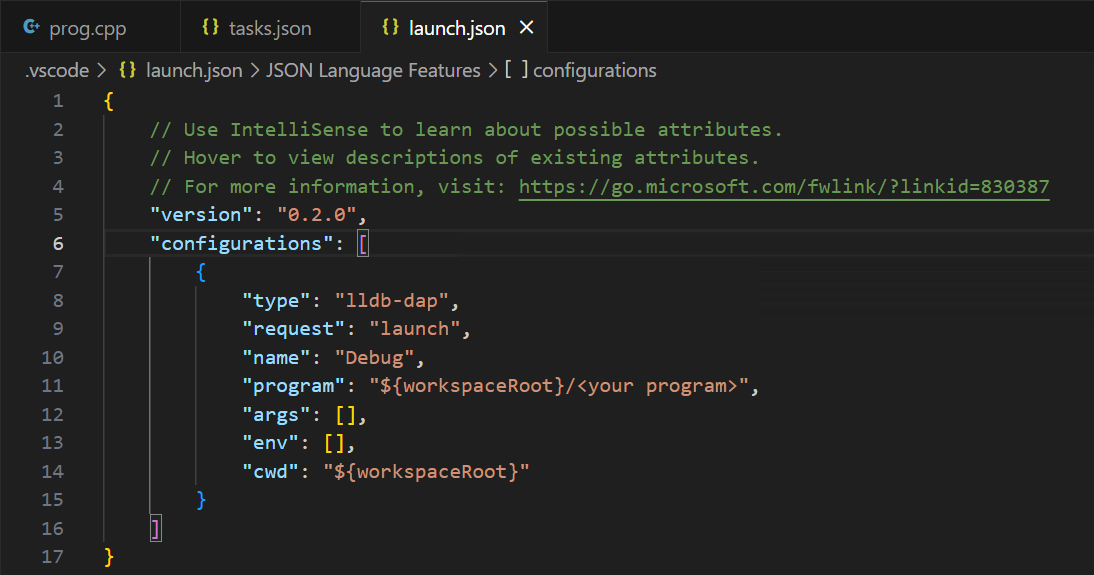 prog.cpp {} tasks.json {} launch.json
.vscode > {} launch.json > JSON Language Features > [ ] configurations
1 {
2 // Use IntelliSense to learn about possible attributes.
3 // Hover to view descriptions of existing attributes.
4 // For more information, visit: https://go.microsoft.com/fwlink/?linkid=830387
5 "version": "0.2.0",
6 "configurations": [
7 {
8 "type": "lldb-dap",
9 "request": "launch",
10 "name": "Debug",
11 "program": "${workspaceRoot}/<your program>",
12 "args": [],
13 "env": [],
14 "cwd": "${workspaceRoot}"
15 }
16 ]
17 }